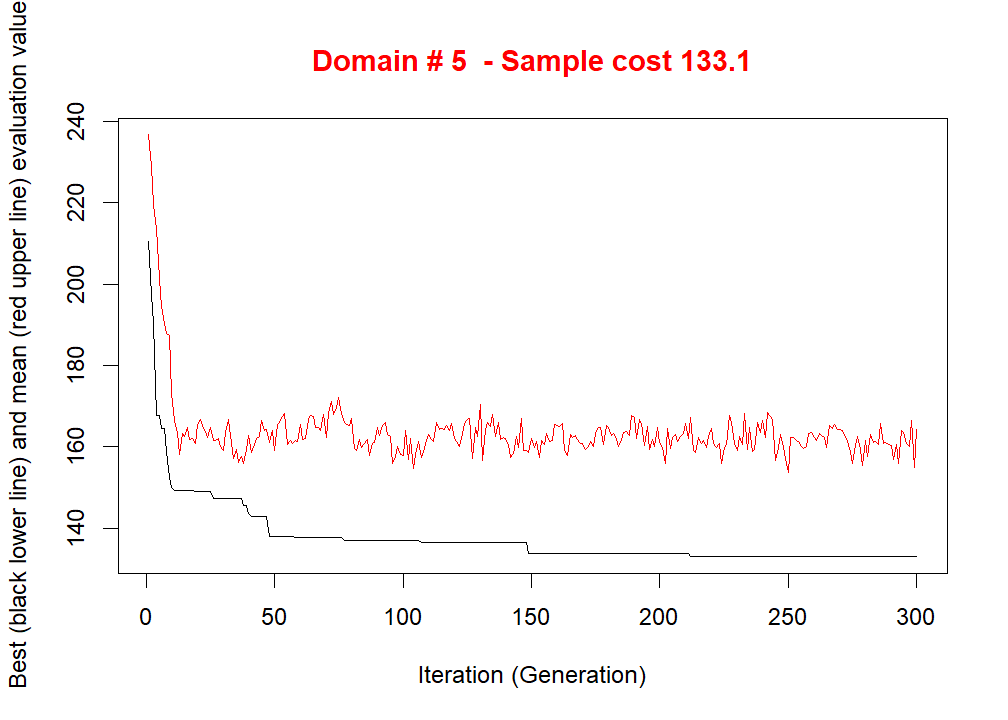 Domain # 5  - Sample cost 133.1
Best (black lower line) and mean (red upper line) evaluation value
240
220
200
180
160
140
0 50 100 150 200 250 300
Iteration (Generation)